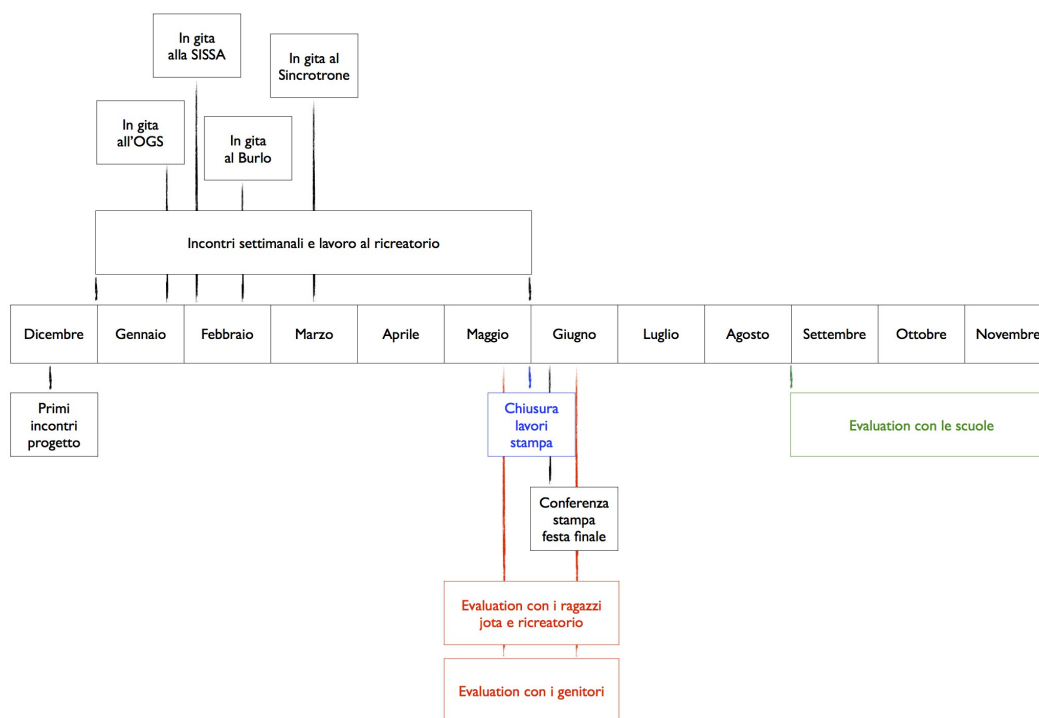 In gita
alla SISSA
In gita al
Sincrotrone
In gita
all'OGS
In gita
al Burlo
Incontri settimanali e lavoro al ricreatorio
Dicembre
Gennaio
Febbraio
Marzo
Aprile
Maggio
Giugno
Luglio
Agosto
Settembre
Ottobre
Novembre
Primi
incontri
progetto
Chiusura
lavori
stampa
Evaluation con le scuole
Conferenza
stampa
festa finale
Evaluation con i ragazzi
jota e ricreatorio
Evaluation con i genitori